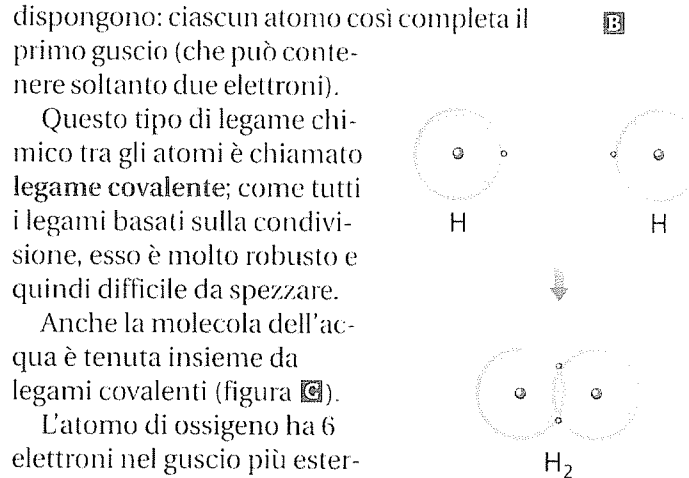 dispongono: ciascun atomo così completa il
primo guscio (che può conte-
nere soltanto due elettroni).
Questo tipo di legame chi-
mico tra gli atomi è chiamato
legame covalente; come tutti
i legami basati sulla condivi-
sione, esso è molto robusto e
quindi difficile da spezzare.
Anche la molecola dell'ac-
qua è tenuta insieme da
legami covalenti (figura C).
L'atomo di ossigeno ha 6
elettroni nel guscio più ester-
B
H H
H₂